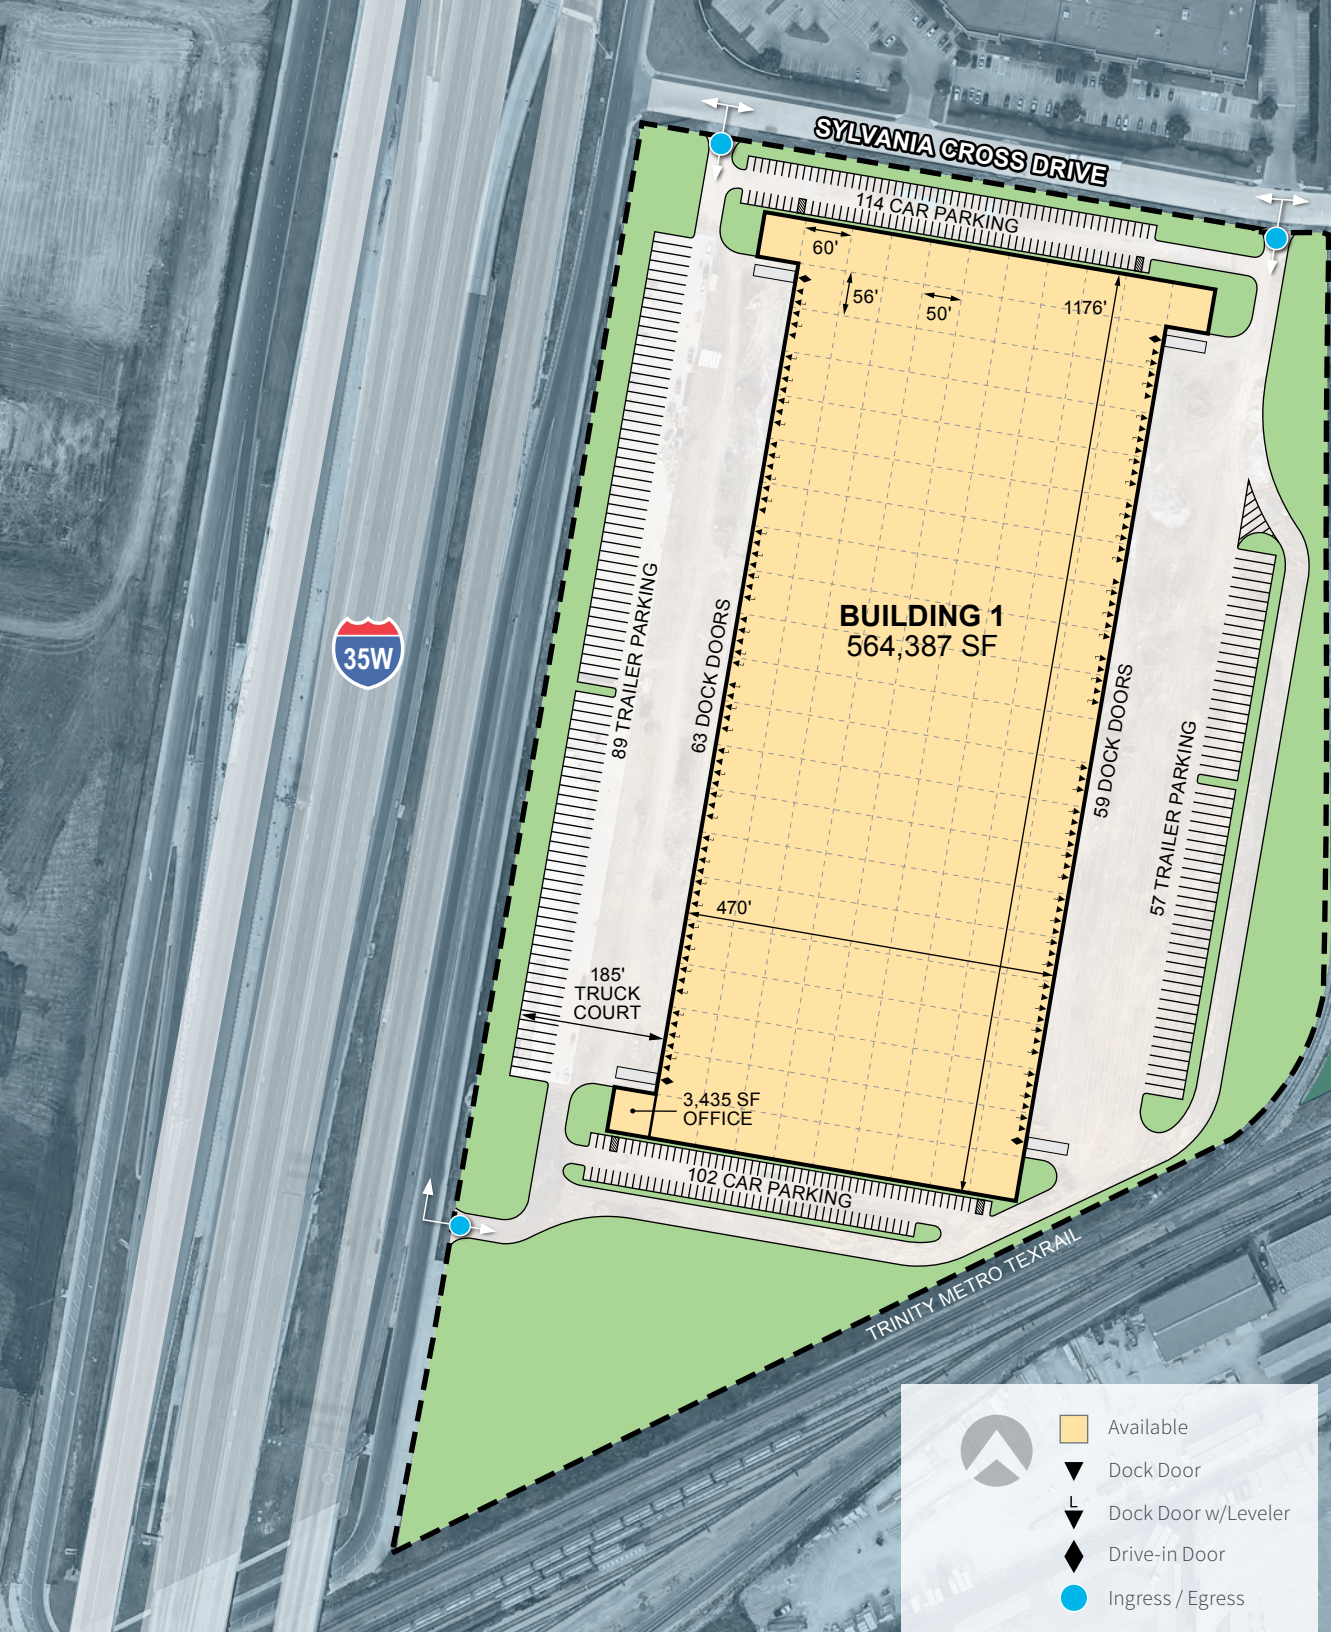 SYLVANIA CROSS DRIVE
114 CAR PARKING
60'
56'
50'
1176'
35W
89 TRAILER PARKING
63 DOCK DOORS
BUILDING 1
564,387 SF
59 DOCK DOORS
57 TRAILER PARKING
470'
185'
TRUCK
COURT
3,435 SF
OFFICE
102 CAR PARKING
TRINITY METRO TEXRAIL
Available
Dock Door
L
Dock Door w/Leveler
Drive-in Door
Ingress / Egress